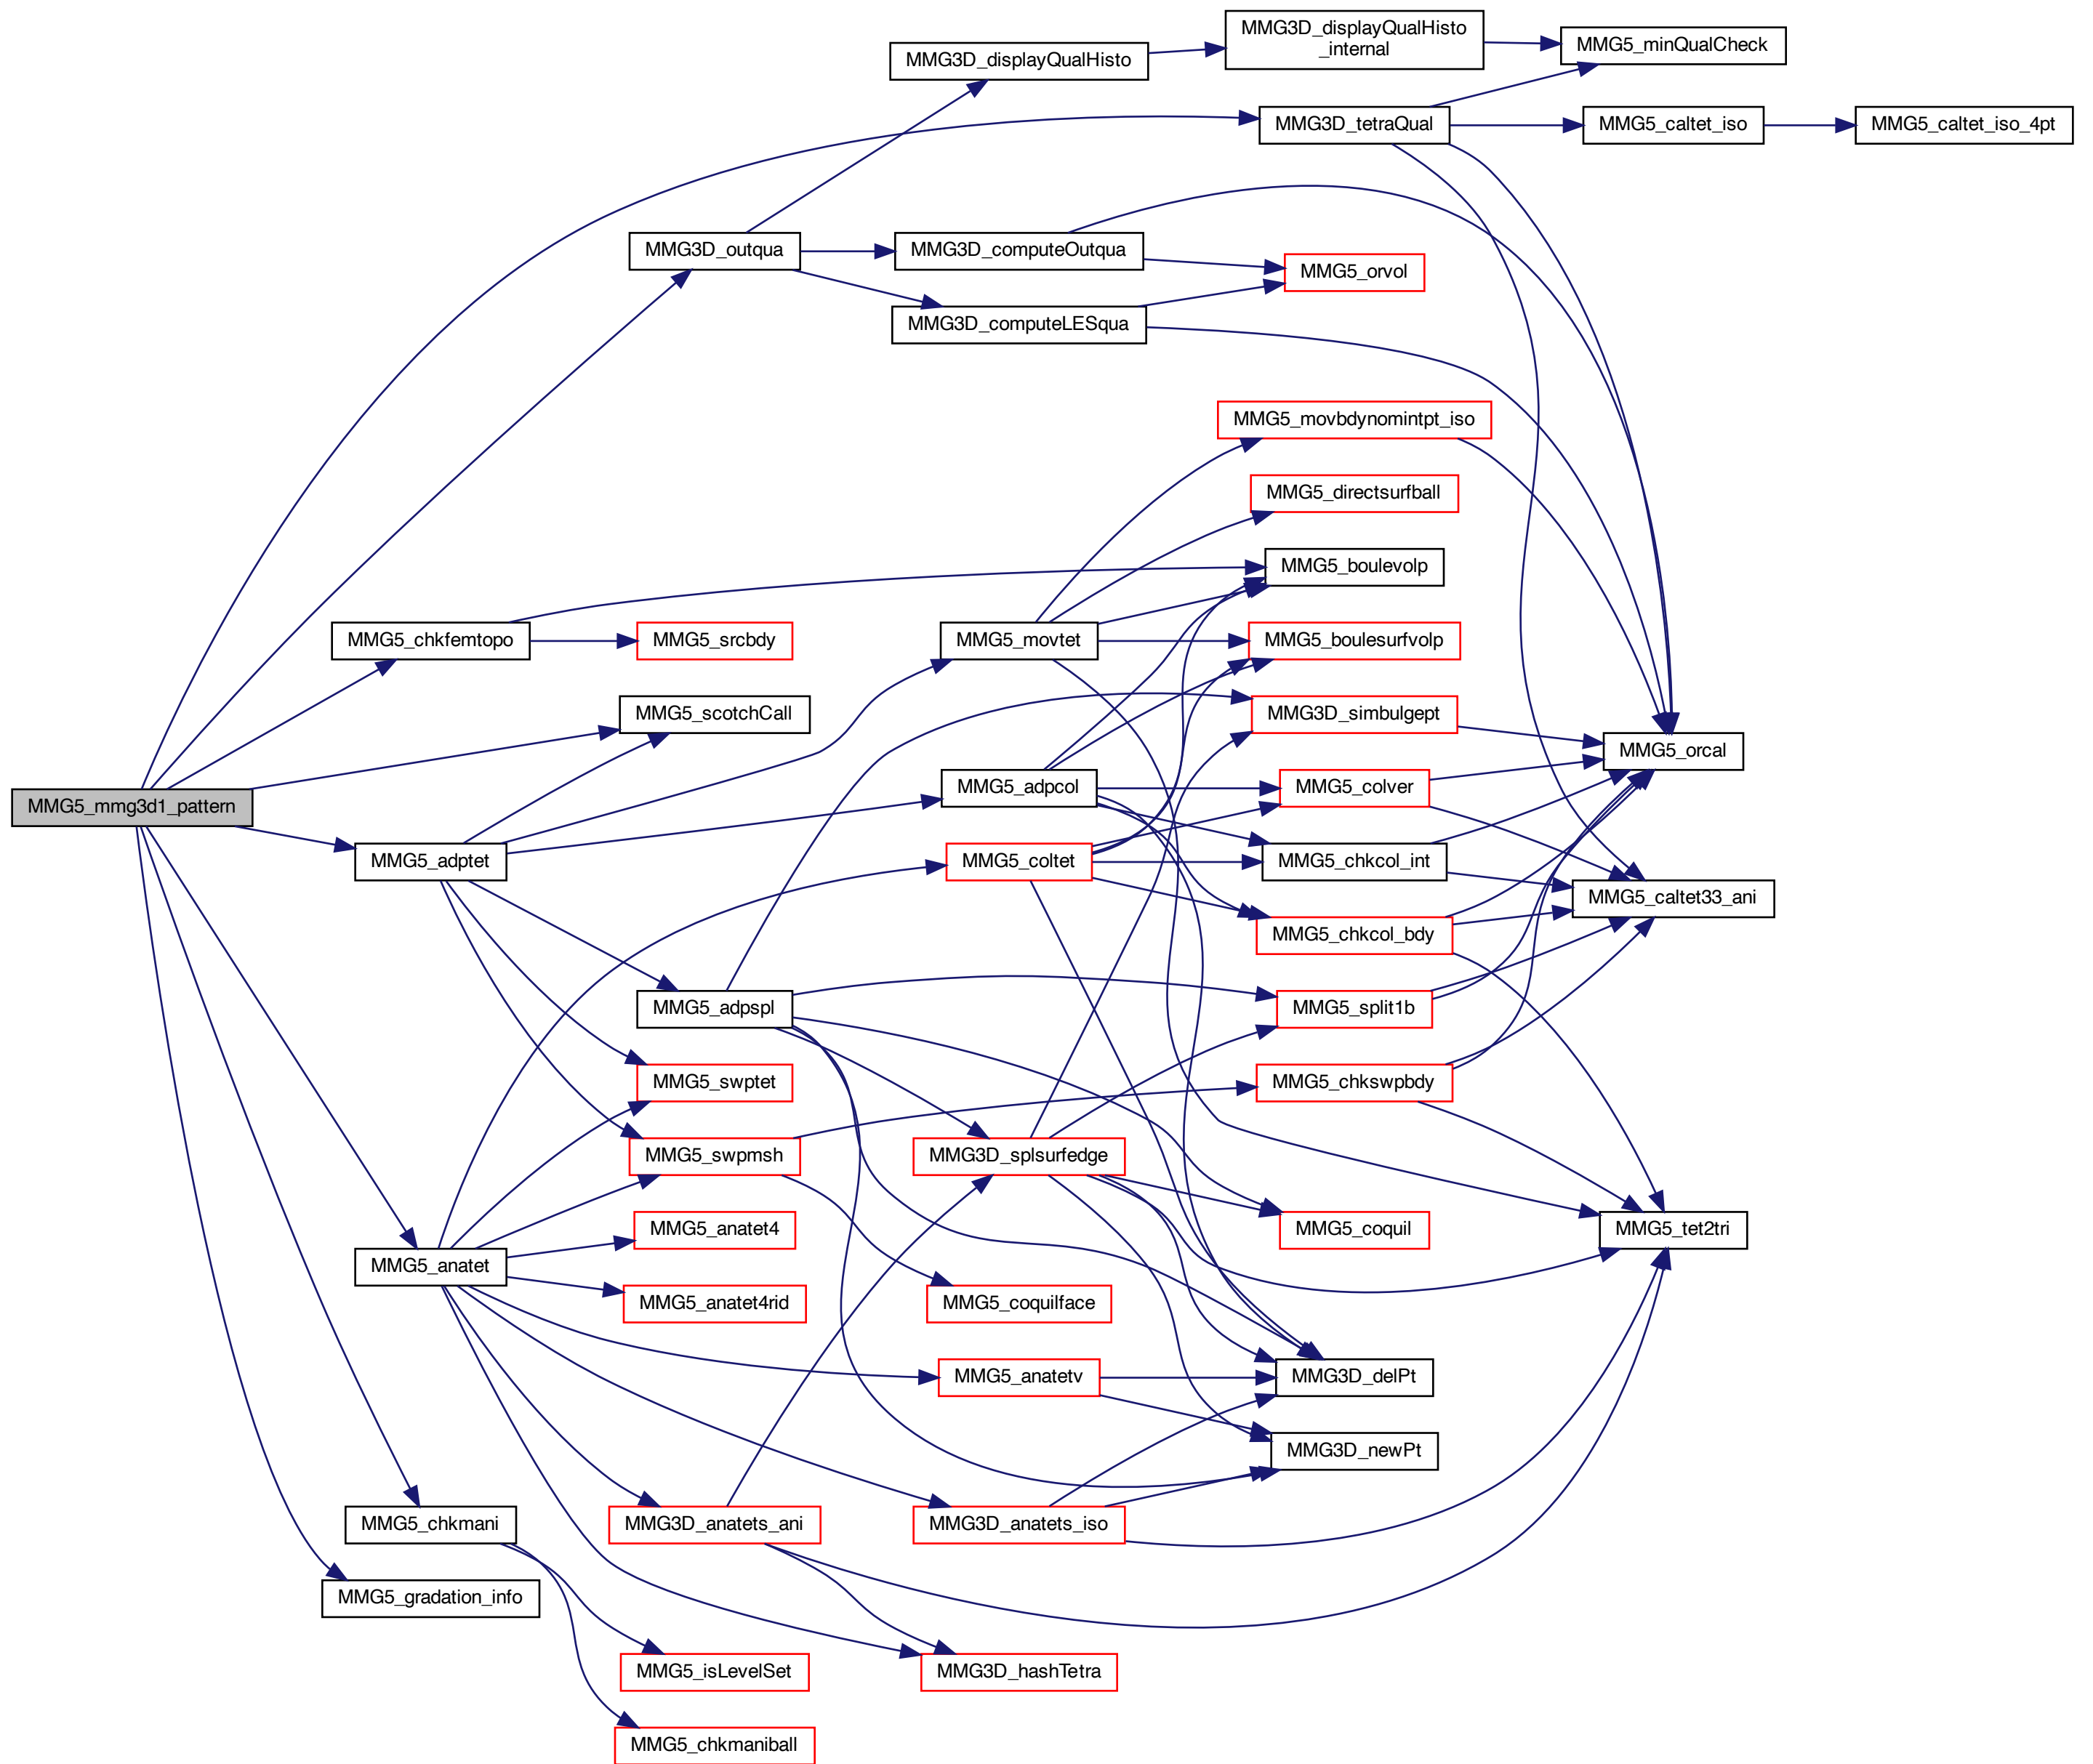 MMG3D_displayQualHisto
_internal
MMG5_minQualCheck
MMG3D_displayQualHisto
MMG3D_tetraQual
MMG5_caltet_iso
MMG5_caltet_iso_4pt
MMG3D_outqua
MMG3D_computeOutqua
MMG5_orvol
MMG3D_computeLESqua
MMG5_movbdynomintpt_iso
MMG5_directsurfball
MMG5_boulevolp
MMG5_chkfemtopo
MMG5_srcbdy
MMG5_movtet
MMG5_boulesurfvolp
MMG5_scotchCall
MMG3D_simbulgept
MMG5_orcal
MMG5_mmg3d1_pattern
MMG5_adpcol
MMG5_colver
MMG5_adptet
MMG5_coltet
MMG5_chkcol_int
MMG5_caltet33_ani
MMG5_chkcol_bdy
MMG5_adpspl
MMG5_split1b
MMG5_swptet
MMG5_chkswpbdy
MMG5_swpmsh
MMG3D_splsurfedge
MMG5_anatet4
MMG5_coquil
MMG5_tet2tri
MMG5_anatet
MMG5_anatet4rid
MMG5_coquilface
MMG5_anatetv
MMG3D_delPt
MMG3D_newPt
MMG5_chkmani
MMG3D_anatets_ani
MMG3D_anatets_iso
MMG5_gradation_info
MMG5_isLevelSet
MMG3D_hashTetra
MMG5_chkmaniball